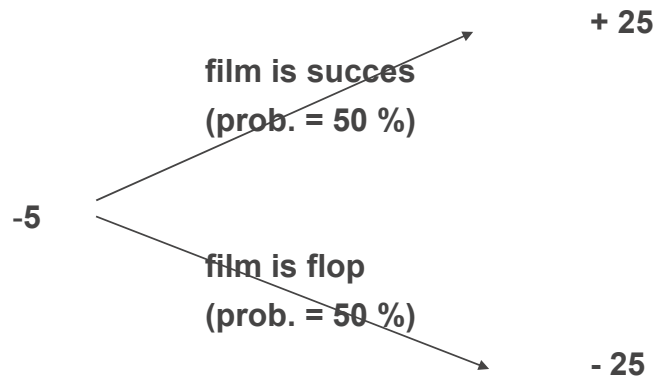 + 25
film is succes
(prob. = 50 %)
-5
film is flop
(prob. = 50 %)
- 25